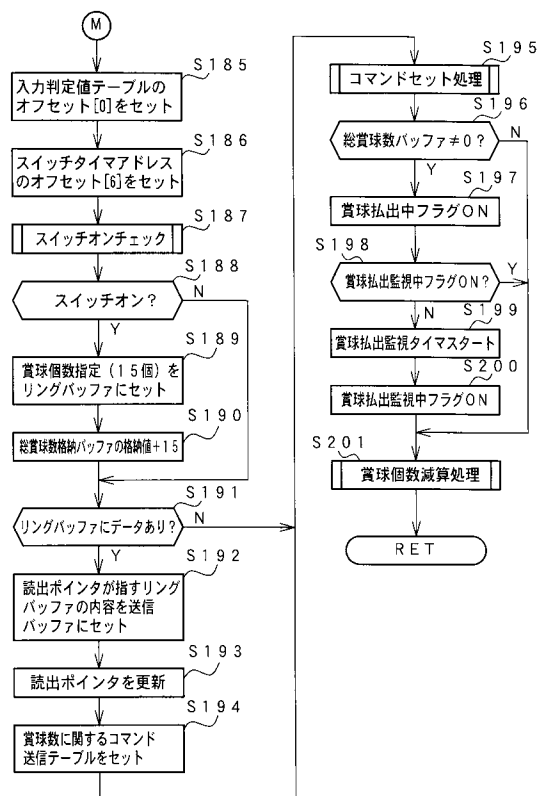 M
S185
入力判定値テーブルの
オフセット[0]をセット
S186
スイッチタイマアドレス
のオフセット[6]をセット
S187
スイッチオンチェック
S188
スイッチオン?
N
Y
S189
賞球個数指定(15個)を
リングバッファにセット
S190
総賞球数格納バッファの格納値+15
S191
リングバッファにデータあり?
N
Y
S192
読出ポインタが指すリング
バッファの内容を送信
バッファにセット
S193
読出ポインタを更新
S194
賞球数に関するコマンド
送信テーブルをセット
S195
コマンドセット処理
S196
総賞球数バッファ≠0?
N
Y
S197
賞球払出中フラグON
S198
賞球払出監視中フラグON?
Y
N
S199
賞球払出監視タイマスタート
S200
賞球払出監視中フラグON
S201
賞球個数減算処理
RET